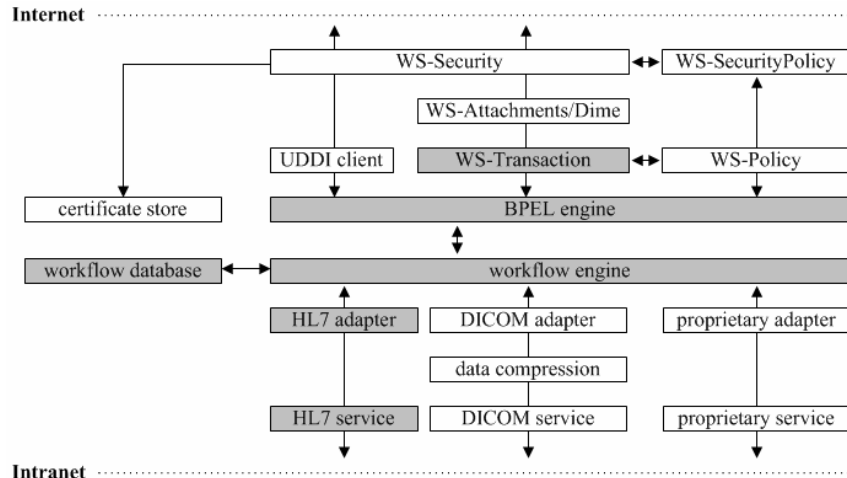 Internet
WS-Security
WS-SecurityPolicy
WS-Attachments/Dime
UDDI client
WS-Transaction
WS-Policy
certificate store
BPEL engine
workflow database
workflow engine
HL7 adapter
DICOM adapter
proprietary adapter
data compression
HL7 service
DICOM service
proprietary service
Intranet